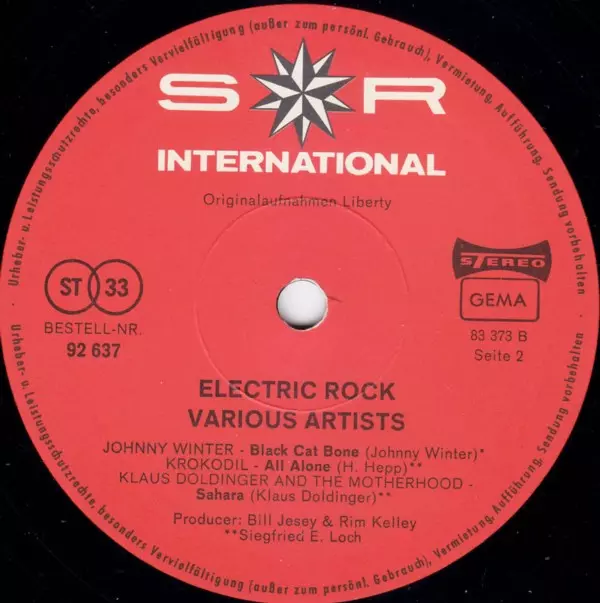 Urheber- u. Leistungsschutzrechte, besonders Vervielfältigung (außer zum persönl. Gebrauch), Vermietung, Aufführung, Sendung vorbehalten
S R
INTERNATIONAL
Originalaufnahmen Liberty
ST 33
BESTELL-NR.
92 637
STEREO
GEMA
83 373 B
Seite 2
ELECTRIC ROCK
VARIOUS ARTISTS
JOHNNY WINTER - Black Cat Bone (Johnny Winter)*
KROKODIL - All Alone (H. Hepp)**
KLAUS DOLDINGER AND THE MOTHERHOOD -
Sahara (Klaus Doldinger)**
Producer: Bill Jesey & Rim Kelley
**Siegfried E. Loch
Urheber- u. Leistungsschutzrechte, besonders Vervielfältigung (außer zum persönl. Gebrauch), Vermietung, Aufführung, Sendung vorbehalten